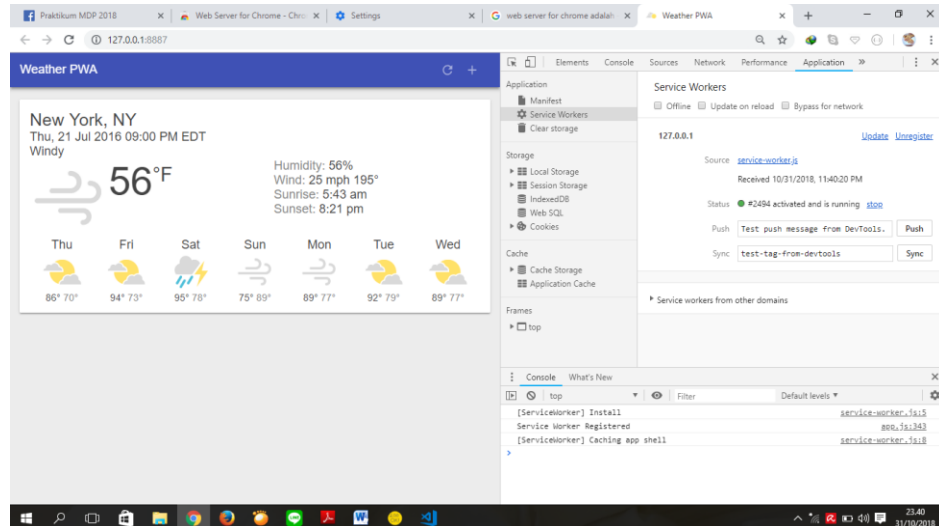 Praktikum MDP 2018
Web Server for Chrome - Chro
Settings
web server for chrome adalah
Weather PWA
127.0.0.1:8887
Weather PWA
New York, NY
Thu, 21 Jul 2016 09:00 PM EDT
Windy
56°F
Humidity: 56%
Wind: 25 mph 195°
Sunrise: 5:43 am
Sunset: 8:21 pm
Thu Fri Sat Sun Mon Tue Wed
86° 70° 94° 73° 95° 78° 75° 89° 89° 77° 92° 79° 89° 77°
Elements Console Sources Network Performance Application »
Application
Manifest
Service Workers
Clear storage
Storage
Local Storage
Session Storage
IndexedDB
Web SQL
Cookies
Cache
Cache Storage
Application Cache
Frames
top
Service Workers
Offline Update on reload Bypass for network
127.0.0.1 Update Unregister
Source service-worker.js
Received 10/31/2018, 11:40:20 PM
Status #2494 activated and is running stop
Push Test push message from DevTools. Push
Sync test-tag-from-devtools Sync
Service workers from other domains
Console What's New
top Filter Default levels
[ServiceWorker] Install service-worker.js:5
Service Worker Registered app.js:343
[ServiceWorker] Caching app shell service-worker.js:8
23.40
31/10/2018